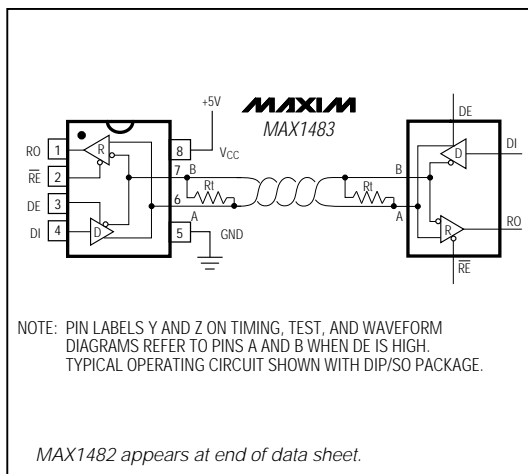 MAXIM
MAX1483
+5V
DE
RO 1
R
8 VCC
DI
D
RE 2
7 B
Rt
B
Rt
DE 3
6 A
A
DI 4
D
5 GND
R
RO
RE
NOTE: PIN LABELS Y AND Z ON TIMING, TEST, AND WAVEFORM
DIAGRAMS REFER TO PINS A AND B WHEN DE IS HIGH.
TYPICAL OPERATING CIRCUIT SHOWN WITH DIP/SO PACKAGE.
MAX1482 appears at end of data sheet.